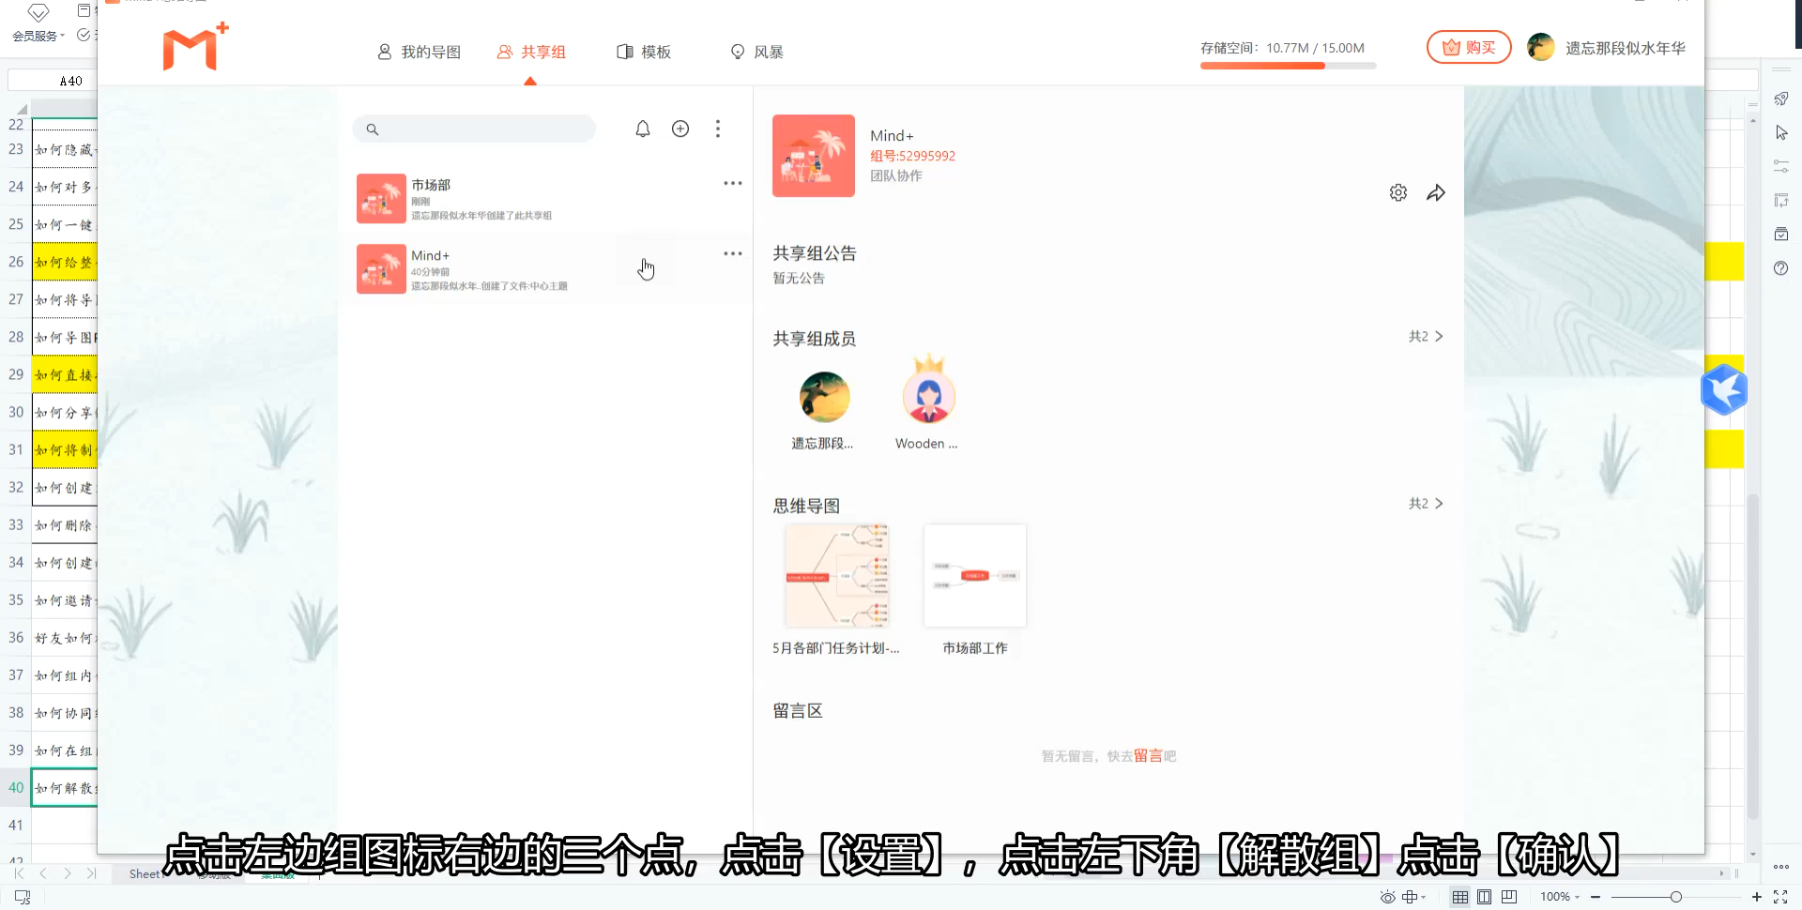 会员服务
我的导图
共享组
模板
风暴
存储空间: 10.77M / 15.00M
购买
遗忘那段似水年华
A40
市场部
刚刚
遗忘那段似水年华创建了此共享组
Mind+
40分钟前
遗忘那段似水年..创建了文件:中心主题
Mind+
组号:52995992
团队协作
共享组公告
暂无公告
共享组成员
共2
遗忘那段...
Wooden ...
思维导图
共2
5月各部门任务计划-...
市场部工作
留言区
暂无留言，快去留言吧
22
23 如何隐藏
24 如何对多
25 如何一键
26 如何给整
27 如何将导
28 如何导图
29 如何直接
30 如何分享
31 如何将制
32 如何创建
33 如何删除
34 如何创建
35 如何邀请
36 好友如何
37 如何组内
38 如何协同
39 如何在组
40 如何解散
41
42
点击左边组图标右边的三个点，点击【设置】，点击左下角【解散组】点击【确认】
Sheet1
100%